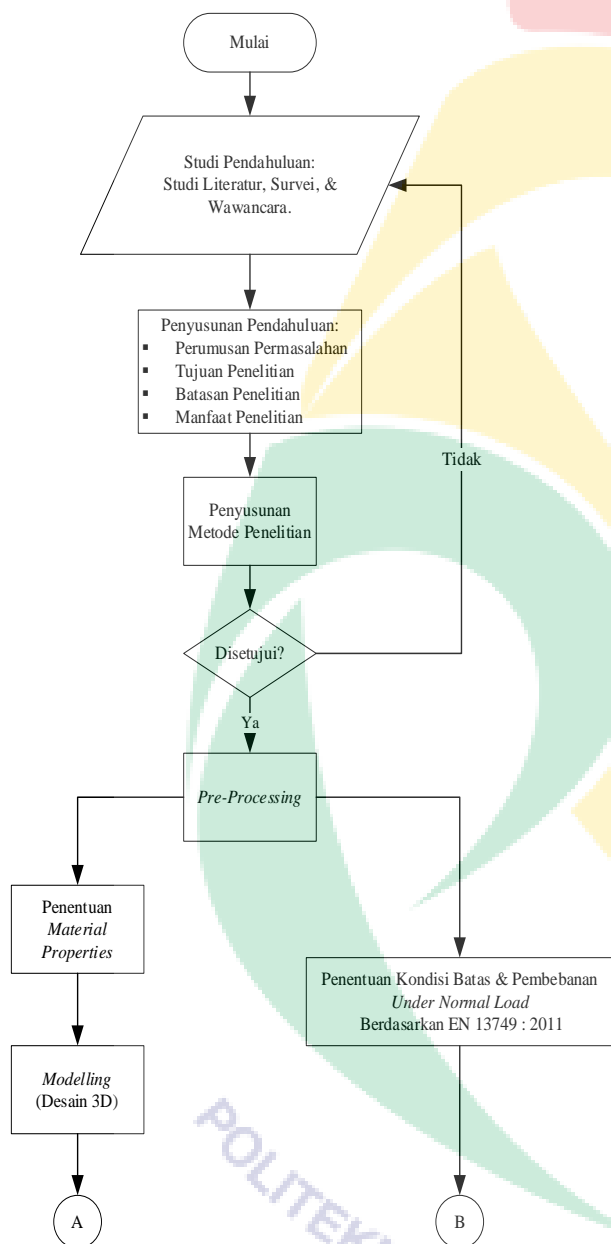 Mulai
Studi Pendahuluan:
Studi Literatur, Survei, &
Wawancara.
Penyusunan Pendahuluan:
▪ Perumusan Permasalahan
▪ Tujuan Penelitian
▪ Batasan Penelitian
▪ Manfaat Penelitian
Tidak
Penyusunan
Metode Penelitian
Disetujui?
Ya
Pre-Processing
Penentuan
Material
Properties
Penentuan Kondisi Batas & Pembebanan
Under Normal Load
Berdasarkan EN 13749 : 2011
Modelling
(Desain 3D)
A
B